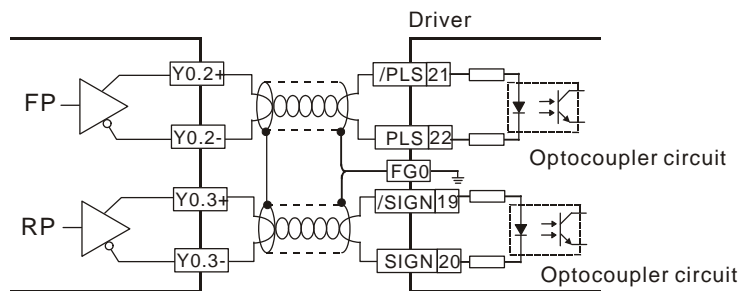 Driver
Y0.2+
/PLS 21
FP
Y0.2-
PLS 22
Optocoupler circuit
FG0
Y0.3+
/SIGN 19
RP
Y0.3-
SIGN 20
Optocoupler circuit